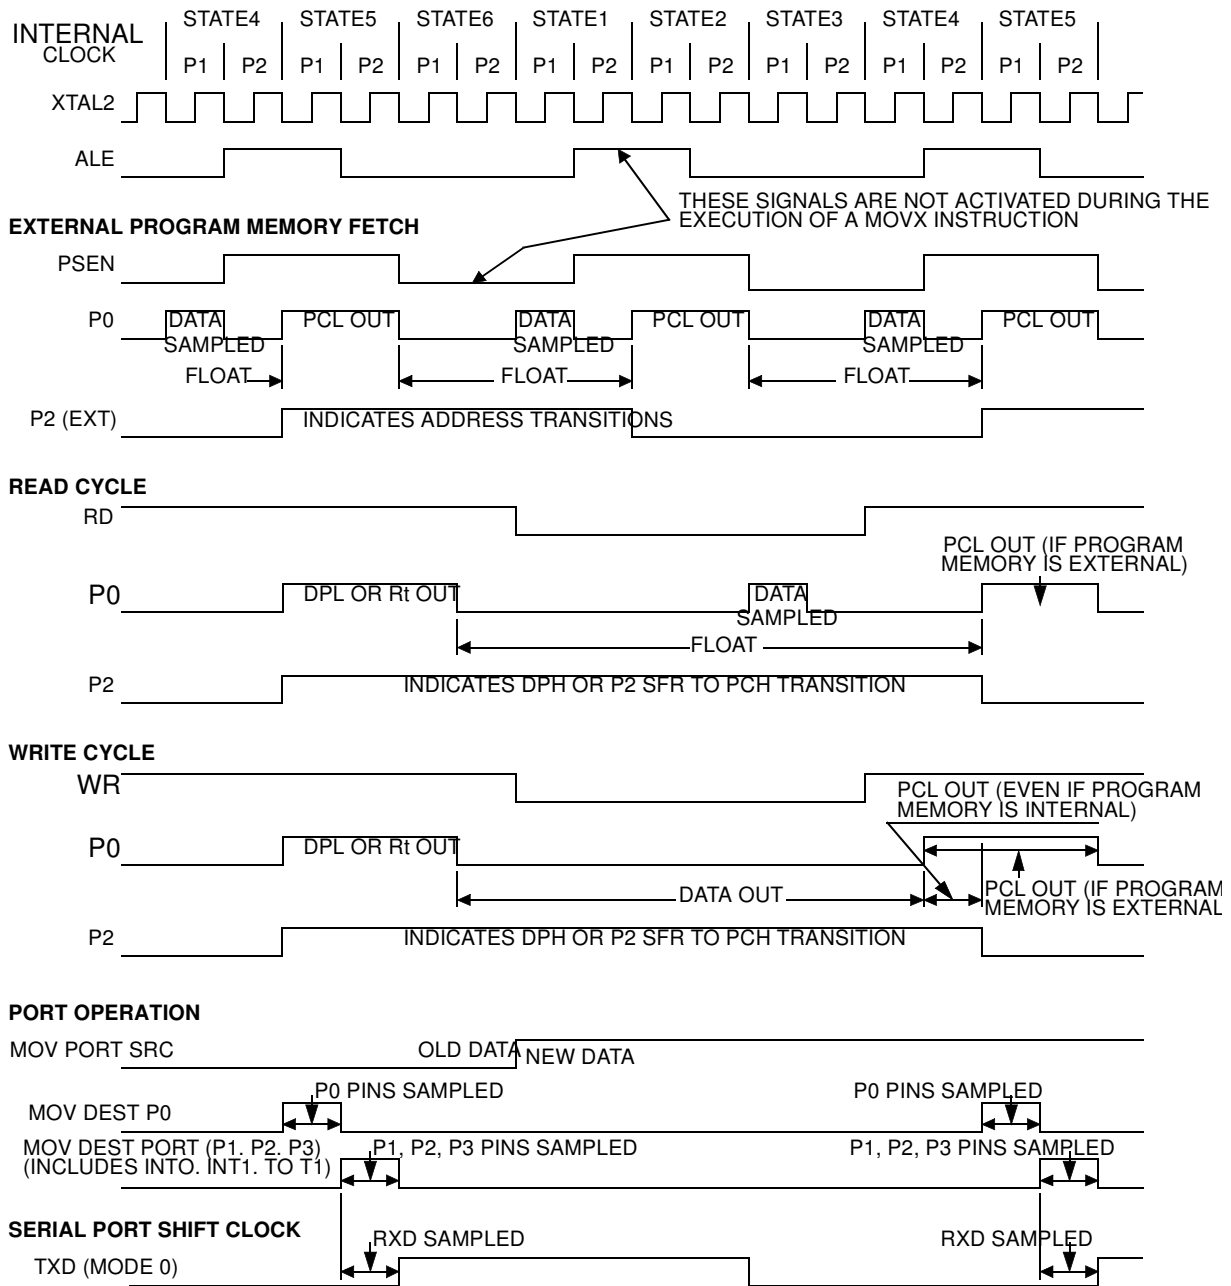 STATE4 STATE5 STATE6 STATE1 STATE2 STATE3 STATE4 STATE5
INTERNAL
CLOCK
P1 P2 P1 P2 P1 P2 P1 P2 P1 P2 P1 P2 P1 P2 P1 P2
XTAL2
ALE
THESE SIGNALS ARE NOT ACTIVATED DURING THE
EXECUTION OF A MOVX INSTRUCTION
EXTERNAL PROGRAM MEMORY FETCH
PSEN
P0 DATA PCL OUT DATA PCL OUT DATA PCL OUT
SAMPLED SAMPLED SAMPLED
FLOAT FLOAT FLOAT
P2 (EXT) INDICATES ADDRESS TRANSITIONS
READ CYCLE
RD
PCL OUT (IF PROGRAM
MEMORY IS EXTERNAL)
P0 DPL OR Rt OUT DATA
SAMPLED
FLOAT
P2 INDICATES DPH OR P2 SFR TO PCH TRANSITION
WRITE CYCLE
WR
PCL OUT (EVEN IF PROGRAM
MEMORY IS INTERNAL)
P0 DPL OR Rt OUT
DATA OUT
PCL OUT (IF PROGRAM
MEMORY IS EXTERNAL
P2 INDICATES DPH OR P2 SFR TO PCH TRANSITION
PORT OPERATION
MOV PORT SRC OLD DATA NEW DATA
P0 PINS SAMPLED P0 PINS SAMPLED
MOV DEST P0
MOV DEST PORT (P1. P2. P3) P1, P2, P3 PINS SAMPLED P1, P2, P3 PINS SAMPLED
(INCLUDES INTO. INT1. TO T1)
SERIAL PORT SHIFT CLOCK
RXD SAMPLED RXD SAMPLED
TXD (MODE 0)